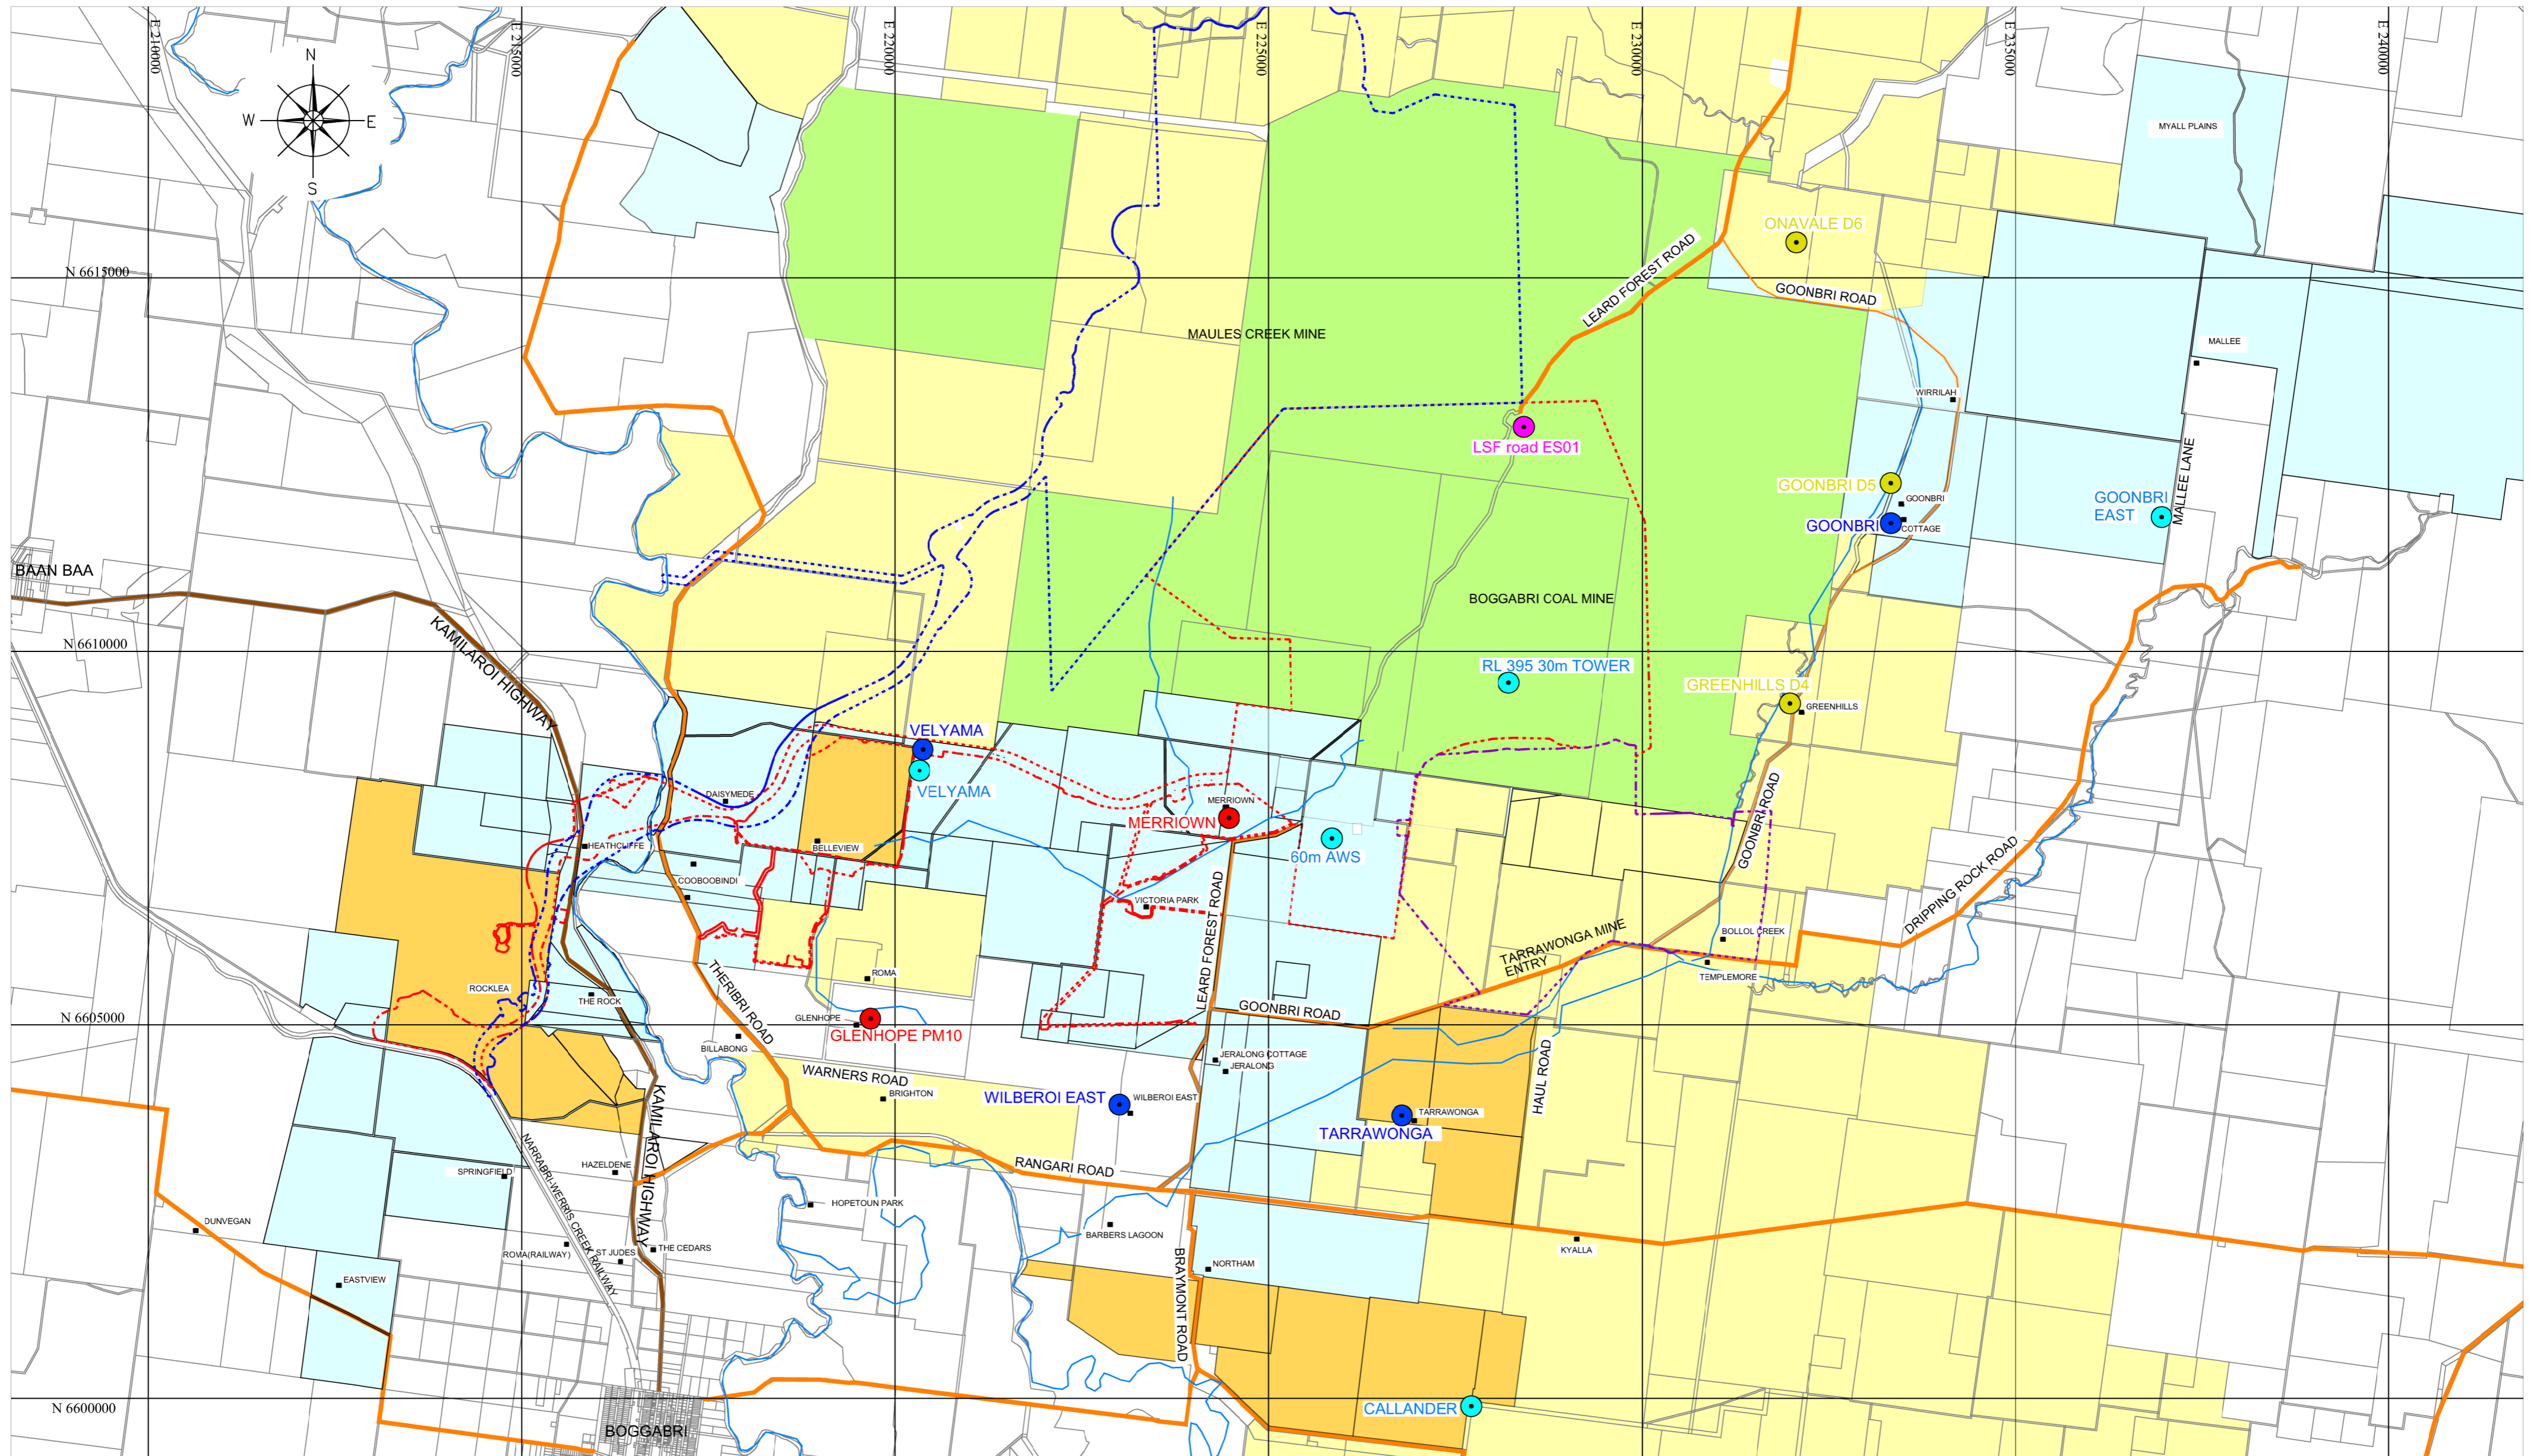 E 210000
E 215000
E 220000
E 225000
E 230000
E 235000
E 240000
N
W
E
S
MYALL PLAINS
ONAVALE D6
LEARD FOREST ROAD
N 6615000
GOONBRI ROAD
MAULES CREEK MINE
MALLEE
WIRRILAH
LSF road ES01
MALLEE LANE
GOONBRI D5
GOONBRI
GOONBRI
EAST
GOONBRI
COTTAGE
BAAN BAA
BOGGABRI COAL MINE
KAMILAROI HIGHWAY
N 6610000
RL 395 30m TOWER
GREENHILLS D4
GREENHILLS
VELYAMA
VELYAMA
DAISYMEDE
MERRIOWN
MERRIOWN
GOONBRI ROAD
BELLEVIEW
HEATHCLIFFE
60m AWS
DRIPPING ROCK ROAD
COOBOOBINDI
LEARD FOREST ROAD
VICTORIA PARK
TARRAWONGA MINE
ENTRY
BOLLOL CREEK
TEMPLEMORE
ROMA
THERIBRI ROAD
ROCKLEA
THE ROCK
GOONBRI ROAD
N 6605000
GLENHOPE
GLENHOPE PM10
BILLABONG
JERALONG COTTAGE
JERALONG
HAUL ROAD
WARNERS ROAD
BRIGHTON
WILBEROI EAST
WILBEROI EAST
TARRAWONGA
TARRAWONGA
KAMILAROI HIGHWAY
NARRABRI-WERRIS CREEK RAILWAY
RANGARI ROAD
HAZELDENE
SPRINGFIELD
HOPETOUN PARK
DUNVEGAN
BARBERS LAGOON
KYALLA
ROMA(RAILWAY)
ST JUDES
THE CEDARS
BRAYMONT ROAD
NORTHAM
EASTVIEW
N 6600000
CALLANDER
BOGGABRI